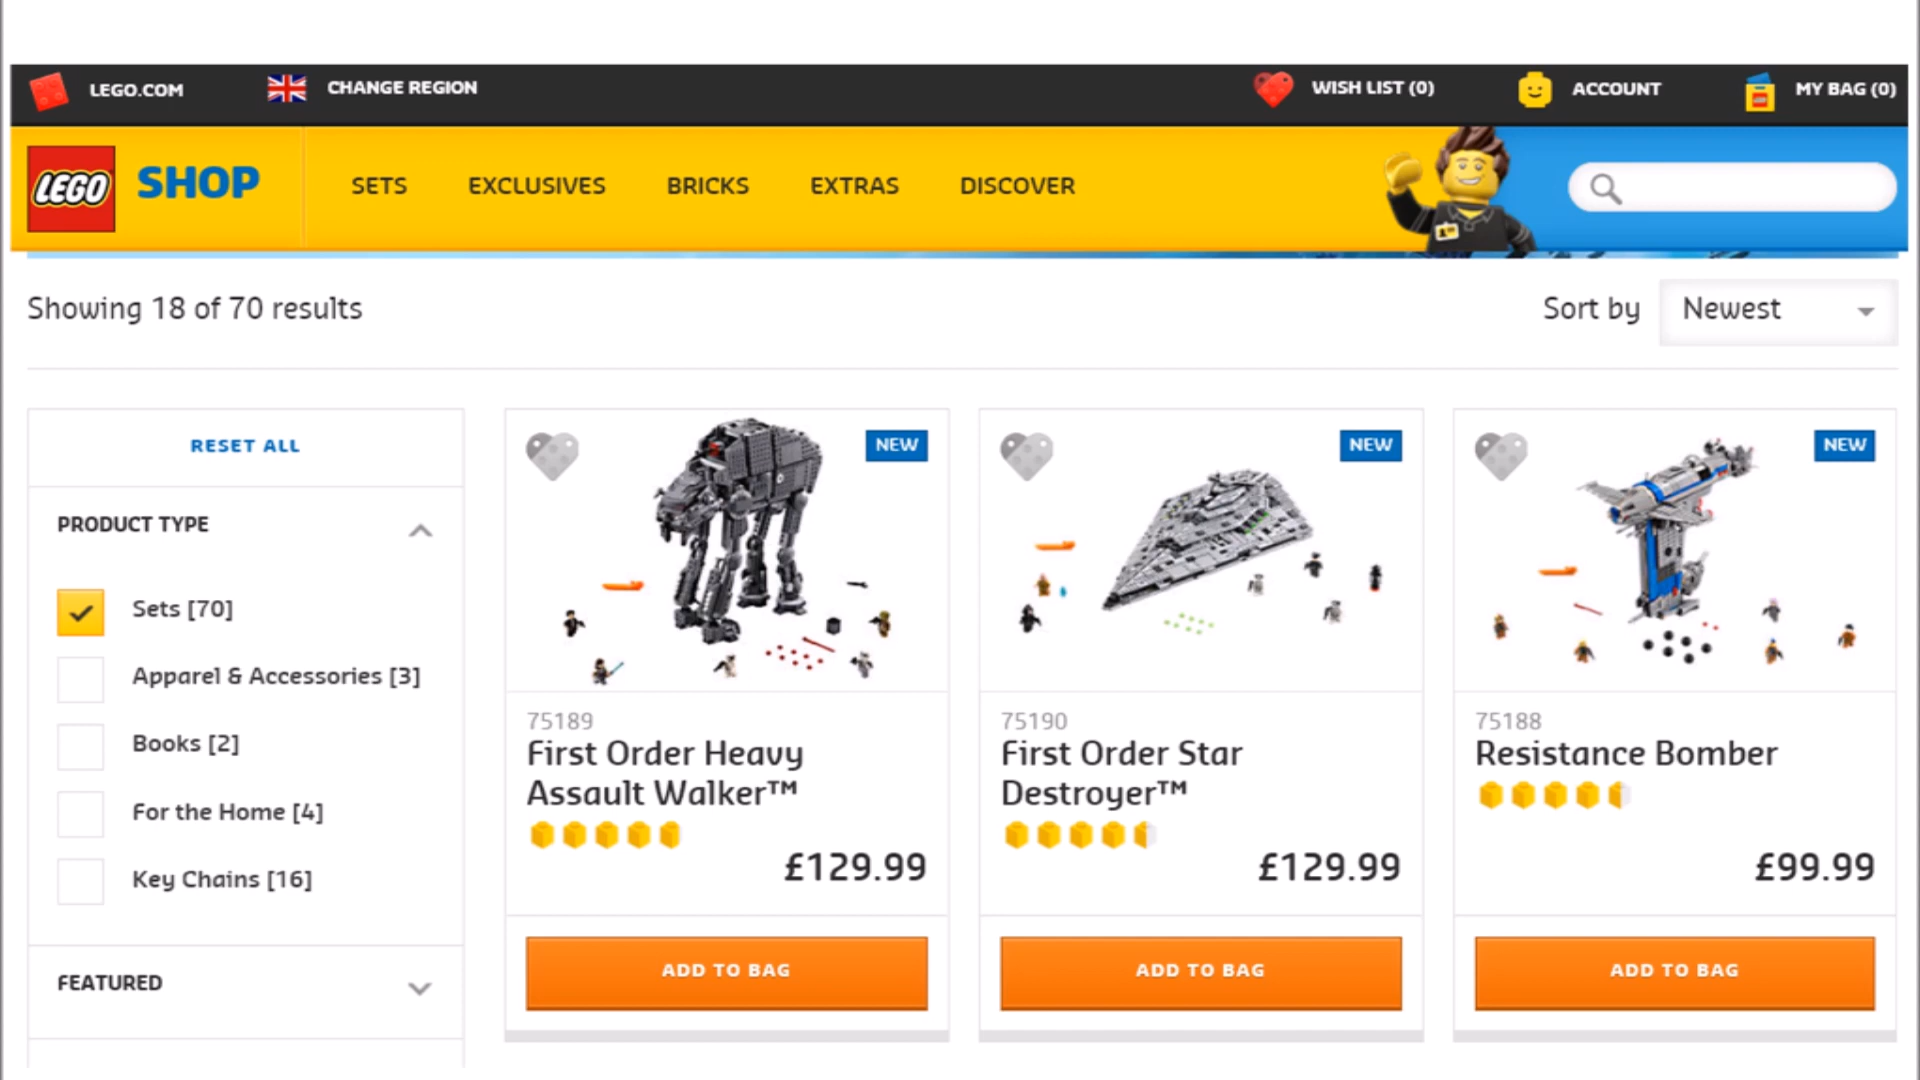 LEGO.COM
CHANGE REGION
WISH LIST (0)
ACCOUNT
MY BAG (0)
LEGO
SHOP
SETS
EXCLUSIVES
BRICKS
EXTRAS
DISCOVER
Showing 18 of 70 results
Sort by
Newest
RESET ALL
PRODUCT TYPE
Sets [70]
Apparel & Accessories [3]
Books [2]
For the Home [4]
Key Chains [16]
FEATURED
NEW
75189
First Order Heavy
Assault Walker™
£129.99
ADD TO BAG
NEW
75190
First Order Star
Destroyer™
£129.99
ADD TO BAG
NEW
75188
Resistance Bomber
£99.99
ADD TO BAG